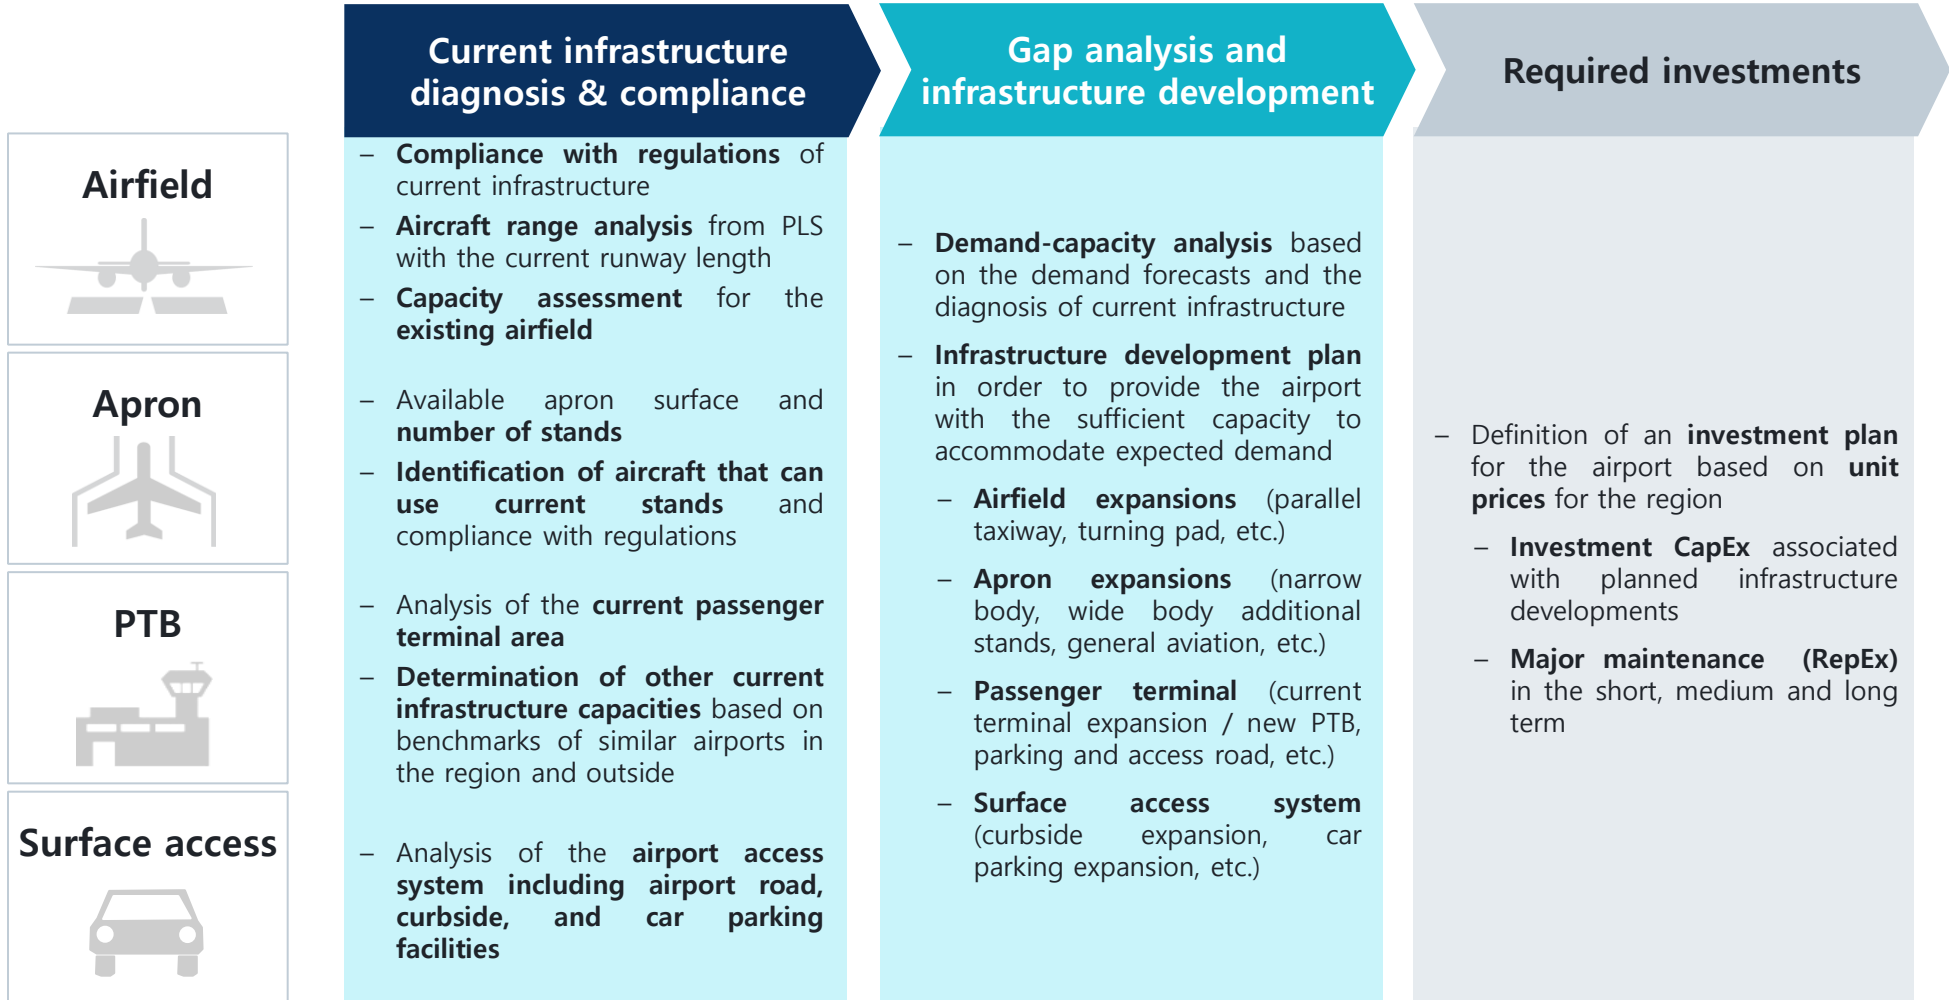 Current infrastructure
diagnosis & compliance
Gap analysis and
infrastructure development
Required investments
Airfield
Apron
PTB
Surface access
– Compliance with regulations of
current infrastructure
– Aircraft range analysis from PLS
with the current runway length
– Capacity assessment for the
existing airfield
– Available apron surface and
number of stands
– Identification of aircraft that can
use current stands and
compliance with regulations
– Analysis of the current passenger
terminal area
– Determination of other current
infrastructure capacities based on
benchmarks of similar airports in
the region and outside
– Analysis of the airport access
system including airport road,
curbside, and car parking
facilities
– Demand-capacity analysis based
on the demand forecasts and the
diagnosis of current infrastructure
– Infrastructure development plan
in order to provide the airport
with the sufficient capacity to
accommodate expected demand
– Airfield expansions (parallel
taxiway, turning pad, etc.)
– Apron expansions (narrow
body, wide body additional
stands, general aviation, etc.)
– Passenger terminal (current
terminal expansion / new PTB,
parking and access road, etc.)
– Surface access system
(curbside expansion, car
parking expansion, etc.)
– Definition of an investment plan
for the airport based on unit
prices for the region
– Investment CapEx associated
with planned infrastructure
developments
– Major maintenance (RepEx)
in the short, medium and long
term